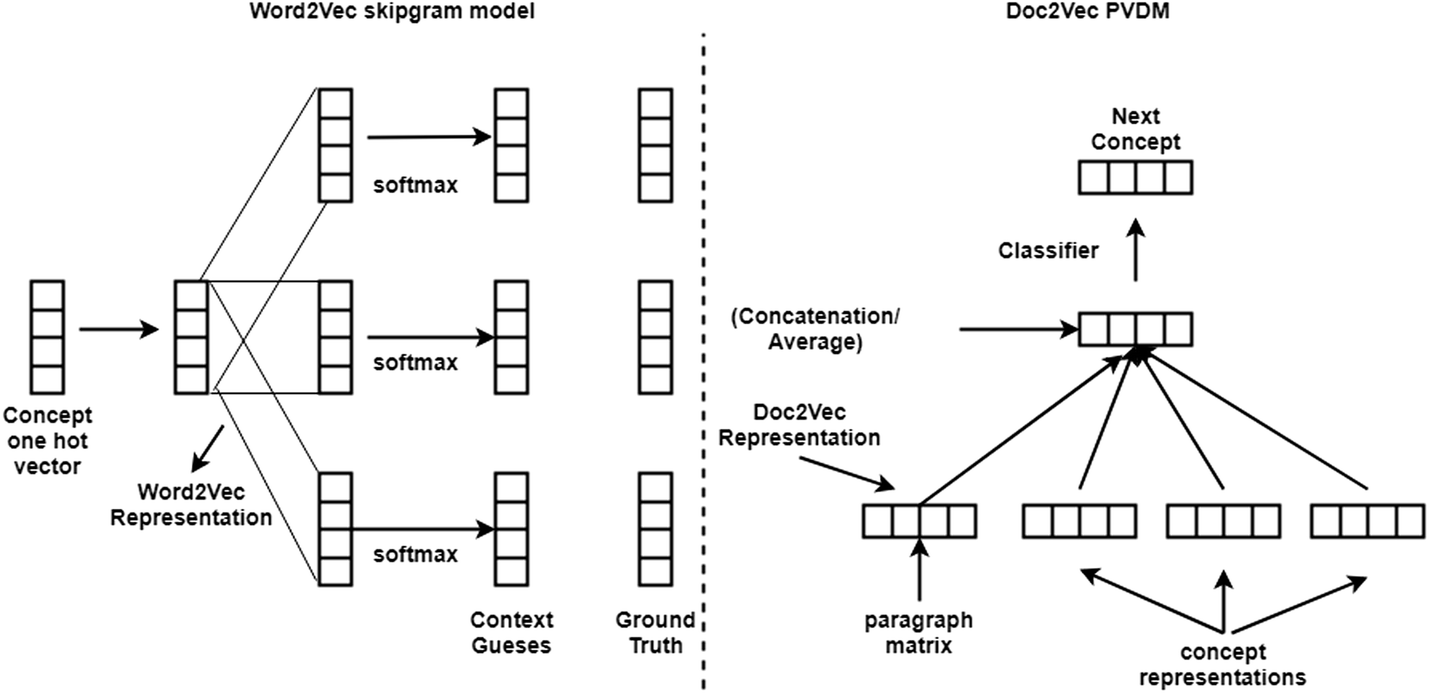 Word2Vec skipgram model
softmax
Concept
one hot
vector
softmax
Word2Vec
Representation
softmax
Context
Gueses
Ground
Truth
Doc2Vec PVDM
Next
Concept
Classifier
(Concatenation/
Average)
Doc2Vec
Representation
paragraph
matrix
concept
representations